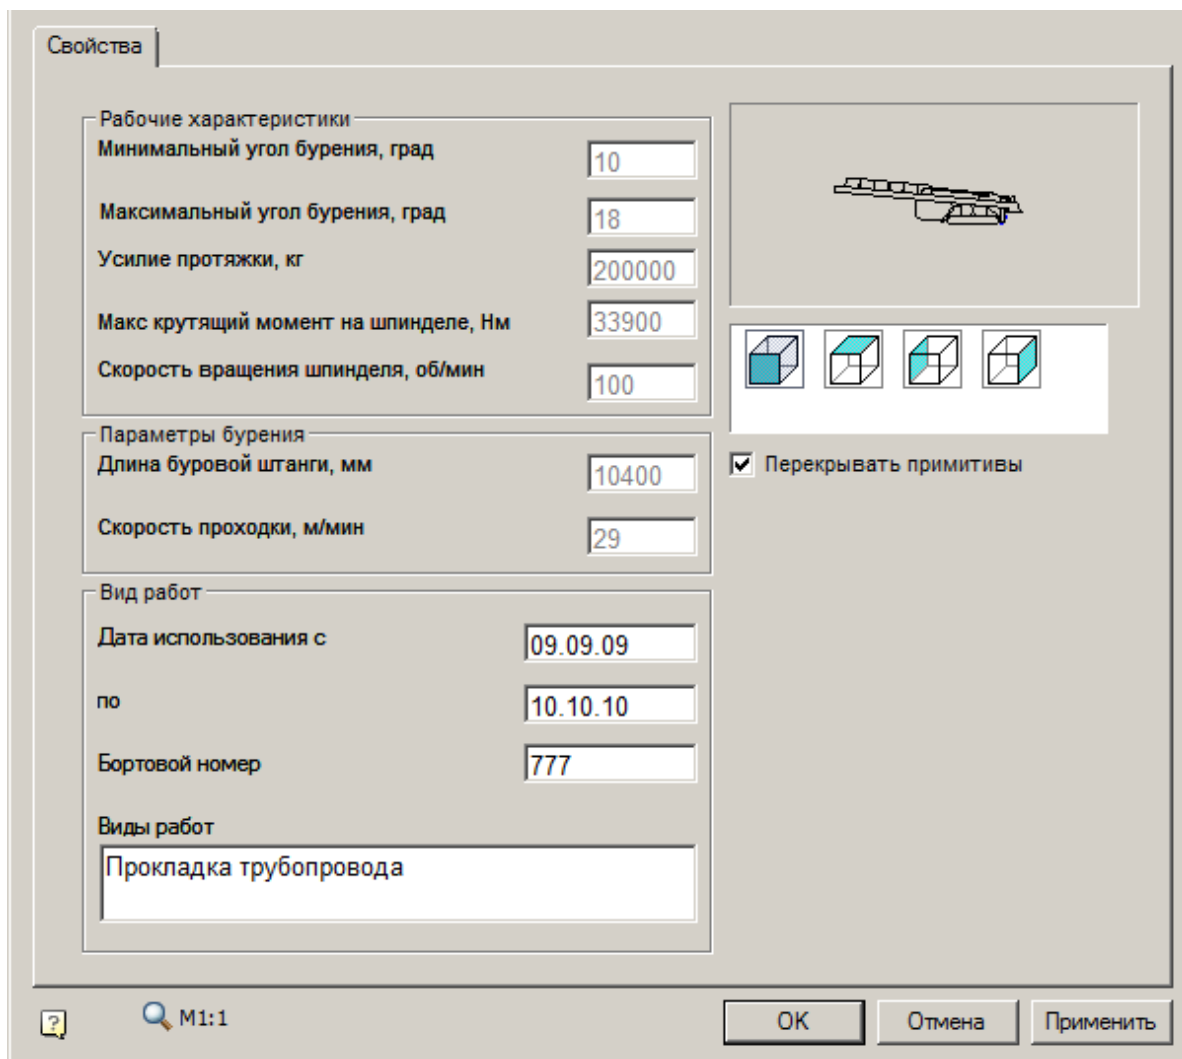 Свойства
Рабочие характеристики
Минимальный угол бурения, град 10
Максимальный угол бурения, град 18
Усилие протяжки, кг 200000
Макс крутящий момент на шпинделе, Нм 33900
Скорость вращения шпинделя, об/мин 100
Параметры бурения
Длина буровой штанги, мм 10400
Скорость проходки, м/мин 29
Перекрывать примитивы
Вид работ
Дата использования с 09.09.09
по 10.10.10
Бортовой номер 777
Виды работ
Прокладка трубопровода
? М1:1 OK Отмена Применить